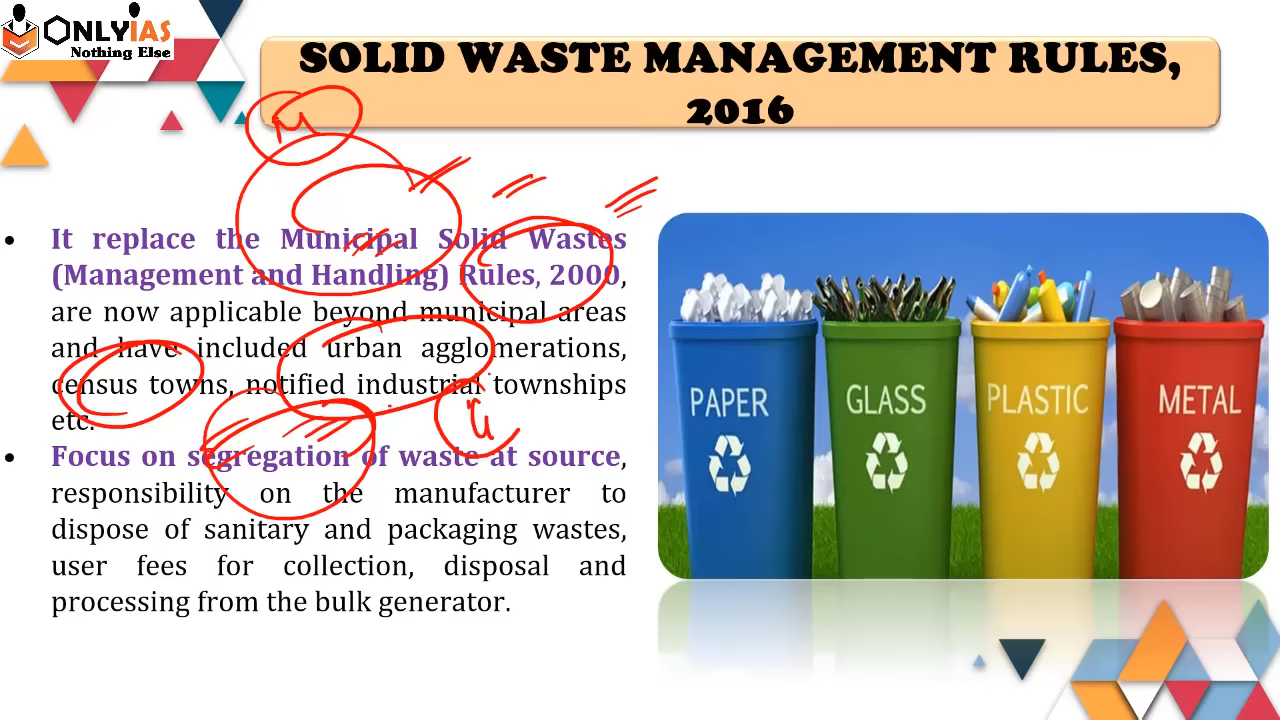 ONLYIAS
Nothing Else
SOLID WASTE MANAGEMENT RULES,
2016
• It replace the Municipal Solid Wastes
(Management and Handling) Rules, 2000,
are now applicable beyond municipal areas
and have included urban agglomerations,
census towns, notified industrial townships
etc.
• Focus on segregation of waste at source,
responsibility on the manufacturer to
dispose of sanitary and packaging wastes,
user fees for collection, disposal and
processing from the bulk generator.
PAPER
GLASS
PLASTIC
METAL